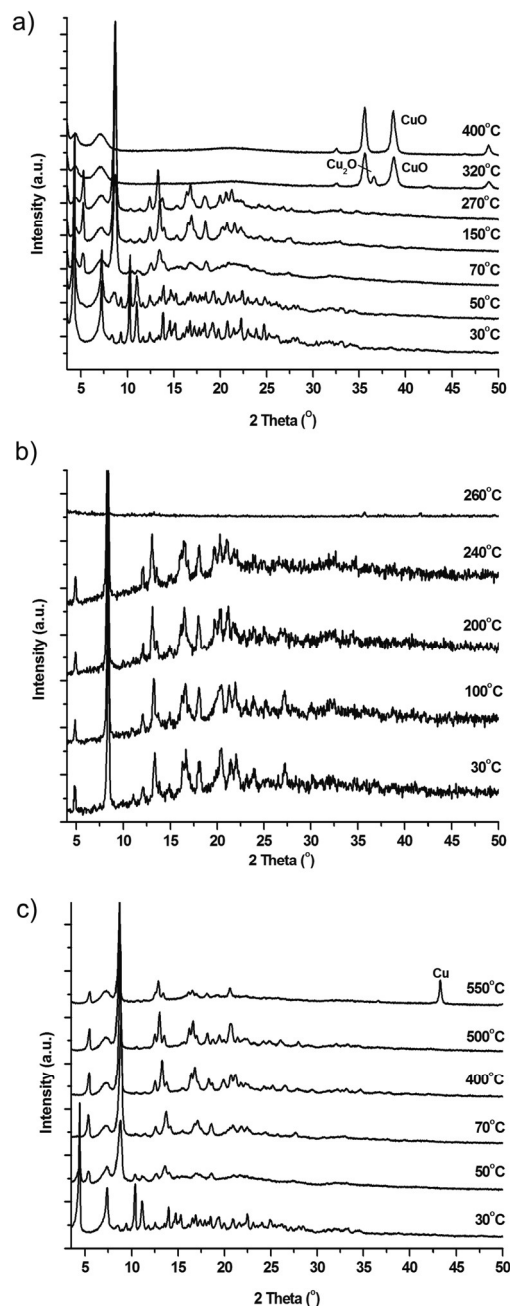 a)
Intensity (a.u.)
CuO
400°C
Cu₂O
CuO
320°C
270°C
150°C
70°C
50°C
30°C
5 10 15 20 25 30 35 40 45 50
2 Theta (°)
b)
Intensity (a.u.)
260°C
240°C
200°C
100°C
30°C
5 10 15 20 25 30 35 40 45 50
2 Theta (°)
c)
Intensity (a.u.)
Cu
550°C
500°C
400°C
70°C
50°C
30°C
5 10 15 20 25 30 35 40 45 50
2 Theta (°)